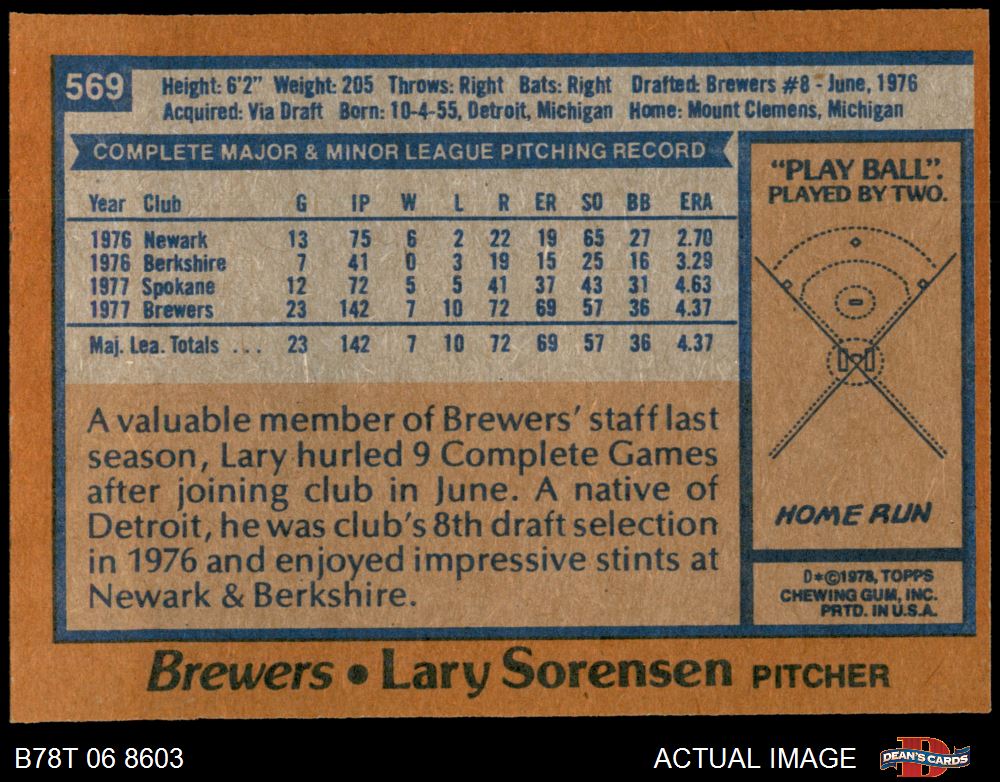 569
Height: 6'2" Weight: 205 Throws: Right Bats: Right Drafted: Brewers #8 - June, 1976
Acquired: Via Draft Born: 10-4-55, Detroit, Michigan Home: Mount Clemens, Michigan
COMPLETE MAJOR & MINOR LEAGUE PITCHING RECORD
Year Club G IP W L R ER SO BB ERA
1976 Newark 13 75 6 2 22 19 65 27 2.70
1976 Berkshire 7 41 0 3 19 15 25 16 3.29
1977 Spokane 12 72 5 5 41 37 43 31 4.63
1977 Brewers 23 142 7 10 72 69 57 36 4.37
Maj. Lea. Totals ... 23 142 7 10 72 69 57 36 4.37
A valuable member of Brewers' staff last
season, Lary hurled 9 Complete Games
after joining club in June. A native of
Detroit, he was club's 8th draft selection
in 1976 and enjoyed impressive stints at
Newark & Berkshire.
"PLAY BALL".
PLAYED BY TWO.
HOME RUN
D*©1978, TOPPS
CHEWING GUM, INC.
PRTD. IN U.S.A.
Brewers • Lary Sorensen PITCHER
B78T 06 8603
ACTUAL IMAGE
D
DEAN'S CARDS